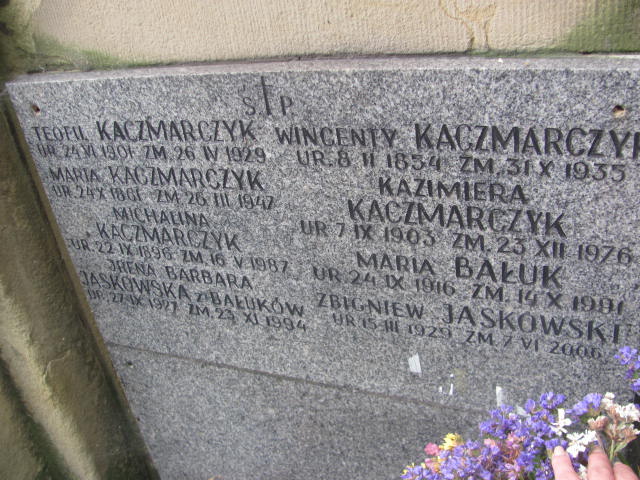 Ś P
TEOFIL KACZMARCZYK
UR. 24 VI 1901 ZM. 26 IV 1929
MARIA KACZMARCZYK
UR. 24 X 1861 ZM. 26 III 1947
MICHALINA
KACZMARCZYK
UR. 22 IX 1896 ZM. 16 V 1987
IRENA BARBARA
JASKOWSKA z BAŁUKÓW
UR. 27 IX 1927 ZM. 23 XI 1994
WINCENTY KACZMARCZYK
UR. 8 II 1854 ZM. 31 X 1935
KAZIMIERA
KACZMARCZYK
UR 7 IX 1903 ZM. 23 XII 1976
MARIA BAŁUK
UR. 24 IX 1916 ZM. 14 X 1991
ZBIGNIEW JASKOWSKI
UR 15 III 1929 ZM. 7 VI 2006